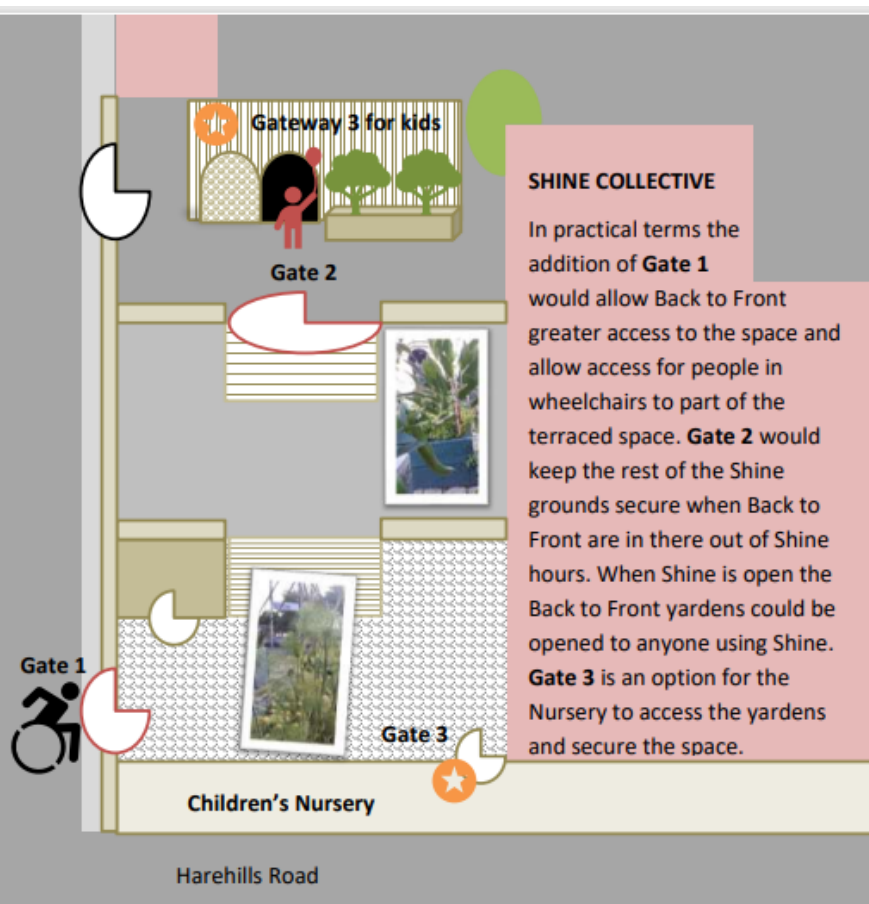 Gateway 3 for kids
Gate 2
SHINE COLLECTIVE
In practical terms the
addition of Gate 1
would allow Back to Front
greater access to the space and
allow access for people in
wheelchairs to part of the
terraced space. Gate 2 would
keep the rest of the Shine
grounds secure when Back to
Front are in there out of Shine
hours. When Shine is open the
Back to Front yardens could be
opened to anyone using Shine.
Gate 3 is an option for the
Nursery to access the yardens
and secure the space.
Gate 1
Gate 3
Children's Nursery
Harehills Road